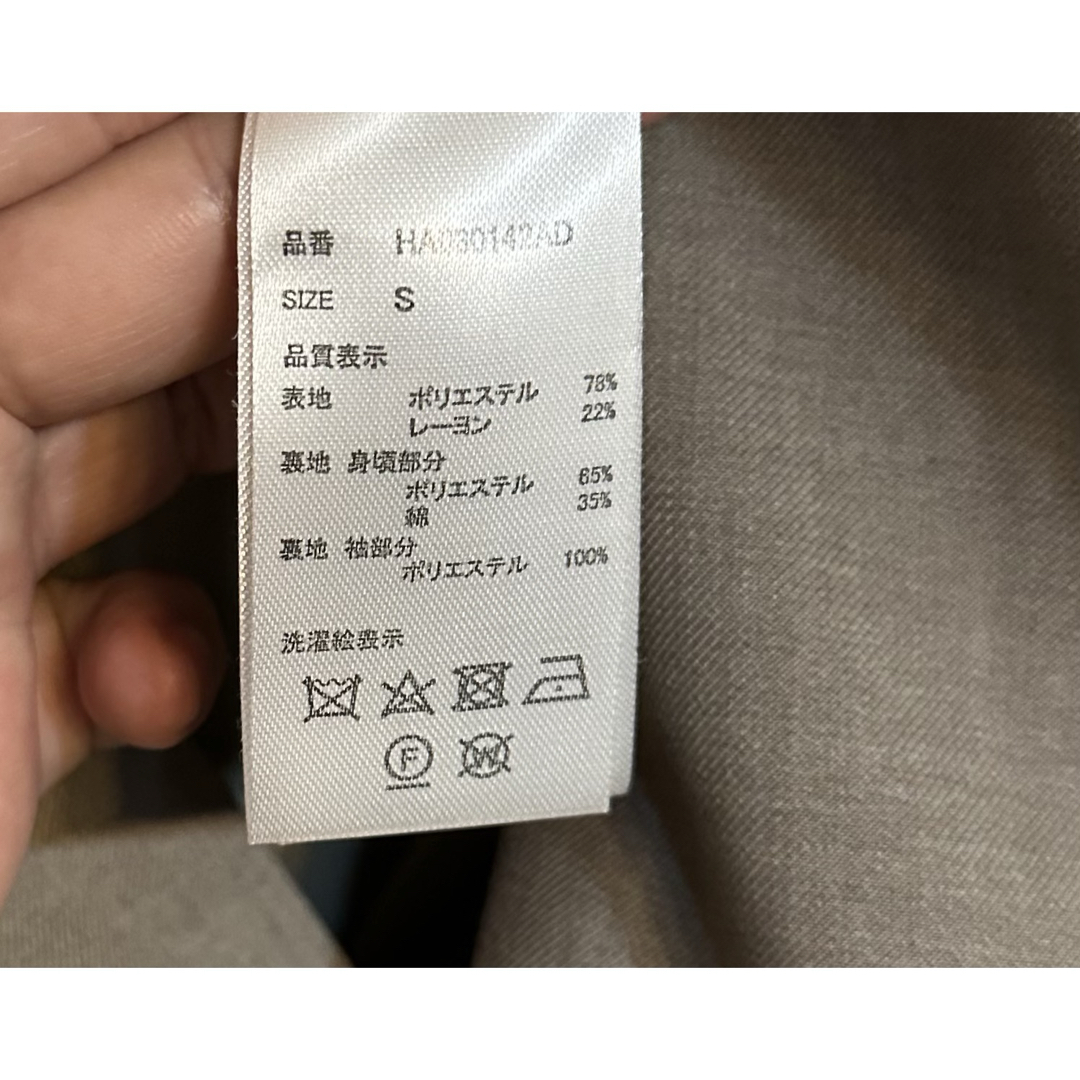 品番 HA030142AD
SIZE S
品質表示
表地 ポリエステル 78%
レーヨン 22%
裏地 身頃部分
ポリエステル 65%
綿 35%
裏地 袖部分
ポリエステル 100%
洗濯絵表示
F W